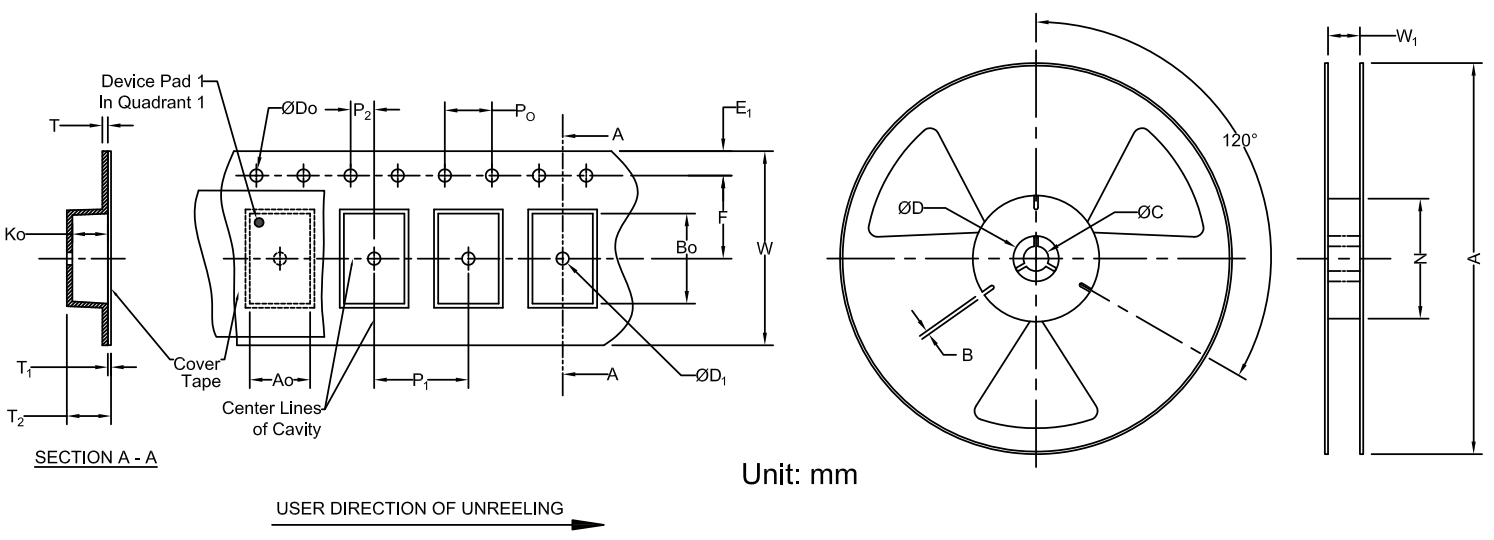 Device Pad 1
In Quadrant 1
T
ØDo
P2
PO
E1
A
F
W
Ko
Bo
T1
Cover
Tape
Ao
P1
A
ØD1
T2
Center Lines
of Cavity
SECTION A - A
USER DIRECTION OF UNREELING
Unit: mm
120°
ØD
ØC
B
W1
N
A